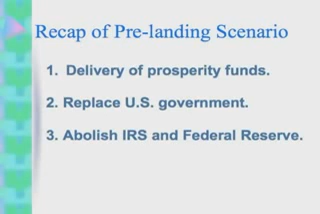 Recap of Pre-landing Scenario
1. Delivery of prosperity funds.
2. Replace U.S. government.
3. Abolish IRS and Federal Reserve.